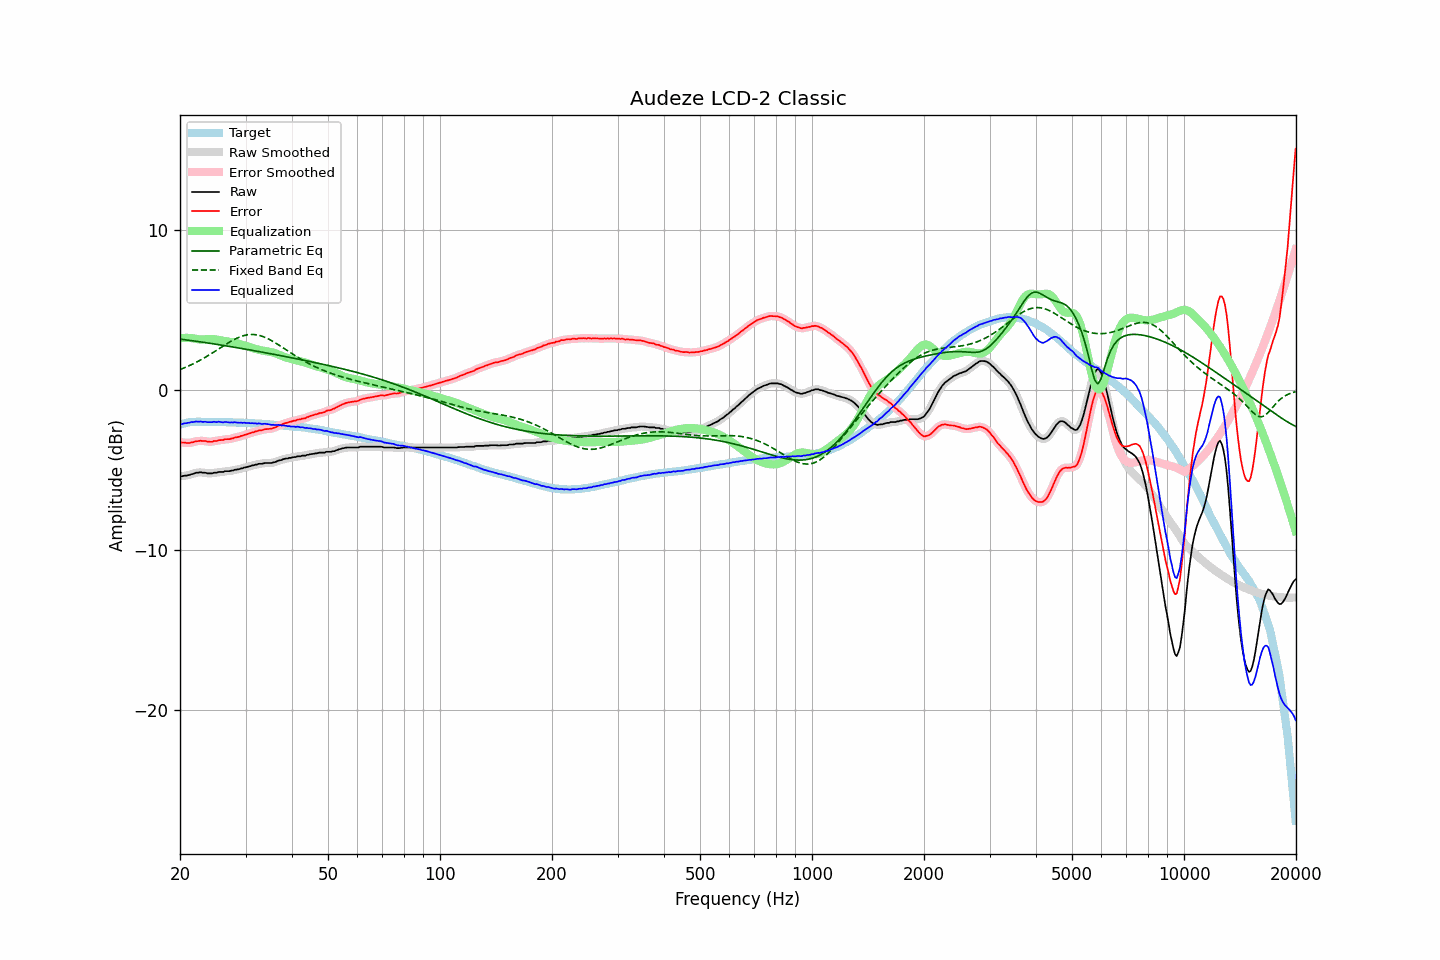 Audeze LCD-2 Classic
Target
Raw Smoothed
Error Smoothed
Raw
Error
Equalization
Parametric Eq
Fixed Band Eq
Equalized
10
0
−10
−20
Amplitude (dBr)
20
50
100
200
500
1000
2000
5000
10000
20000
Frequency (Hz)